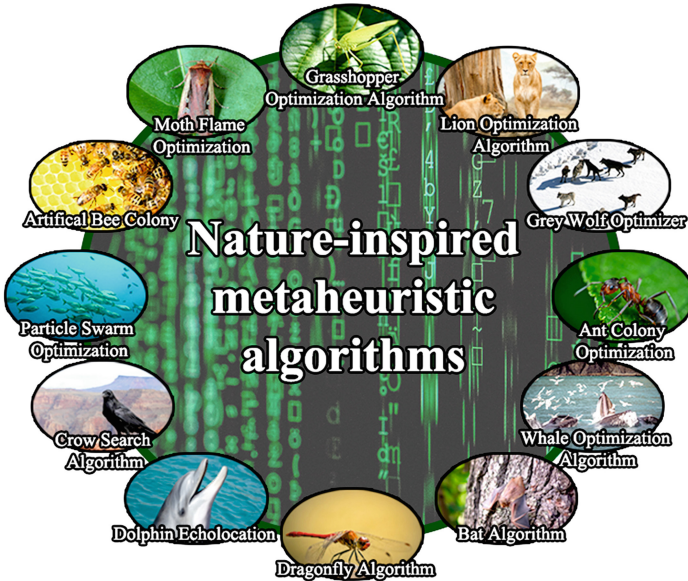 Grasshopper
Optimization Algorithm
Lion Optimization
Algorithm
Grey Wolf Optimizer
Ant Colony
Optimization
Whale Optimization
Algorithm
Bat Algorithm
Dragonfly Algorithm
Dolphin Echolocation
Crow Search
Algorithm
Particle Swarm
Optimization
Artifical Bee Colony
Moth Flame
Optimization
Nature-inspired
metaheuristic
algorithms